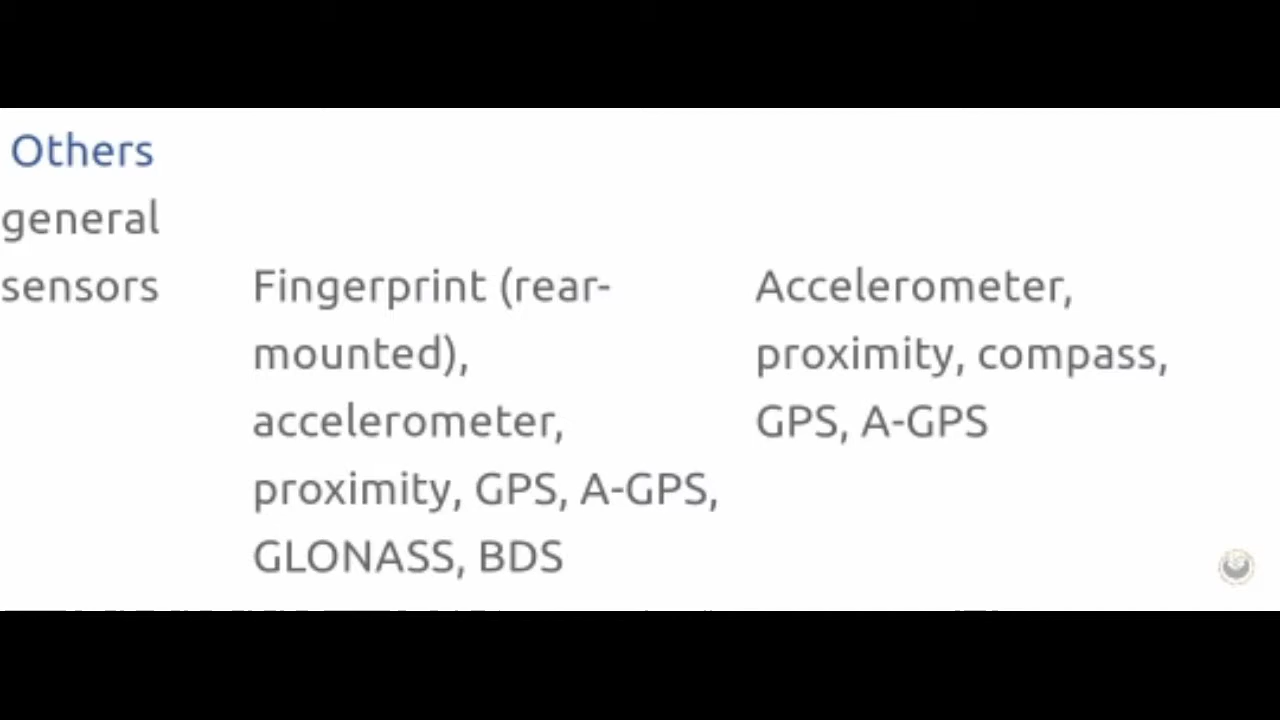 Others
general
sensors
Fingerprint (rear-
mounted),
accelerometer,
proximity, GPS, A-GPS,
GLONASS, BDS
Accelerometer,
proximity, compass,
GPS, A-GPS